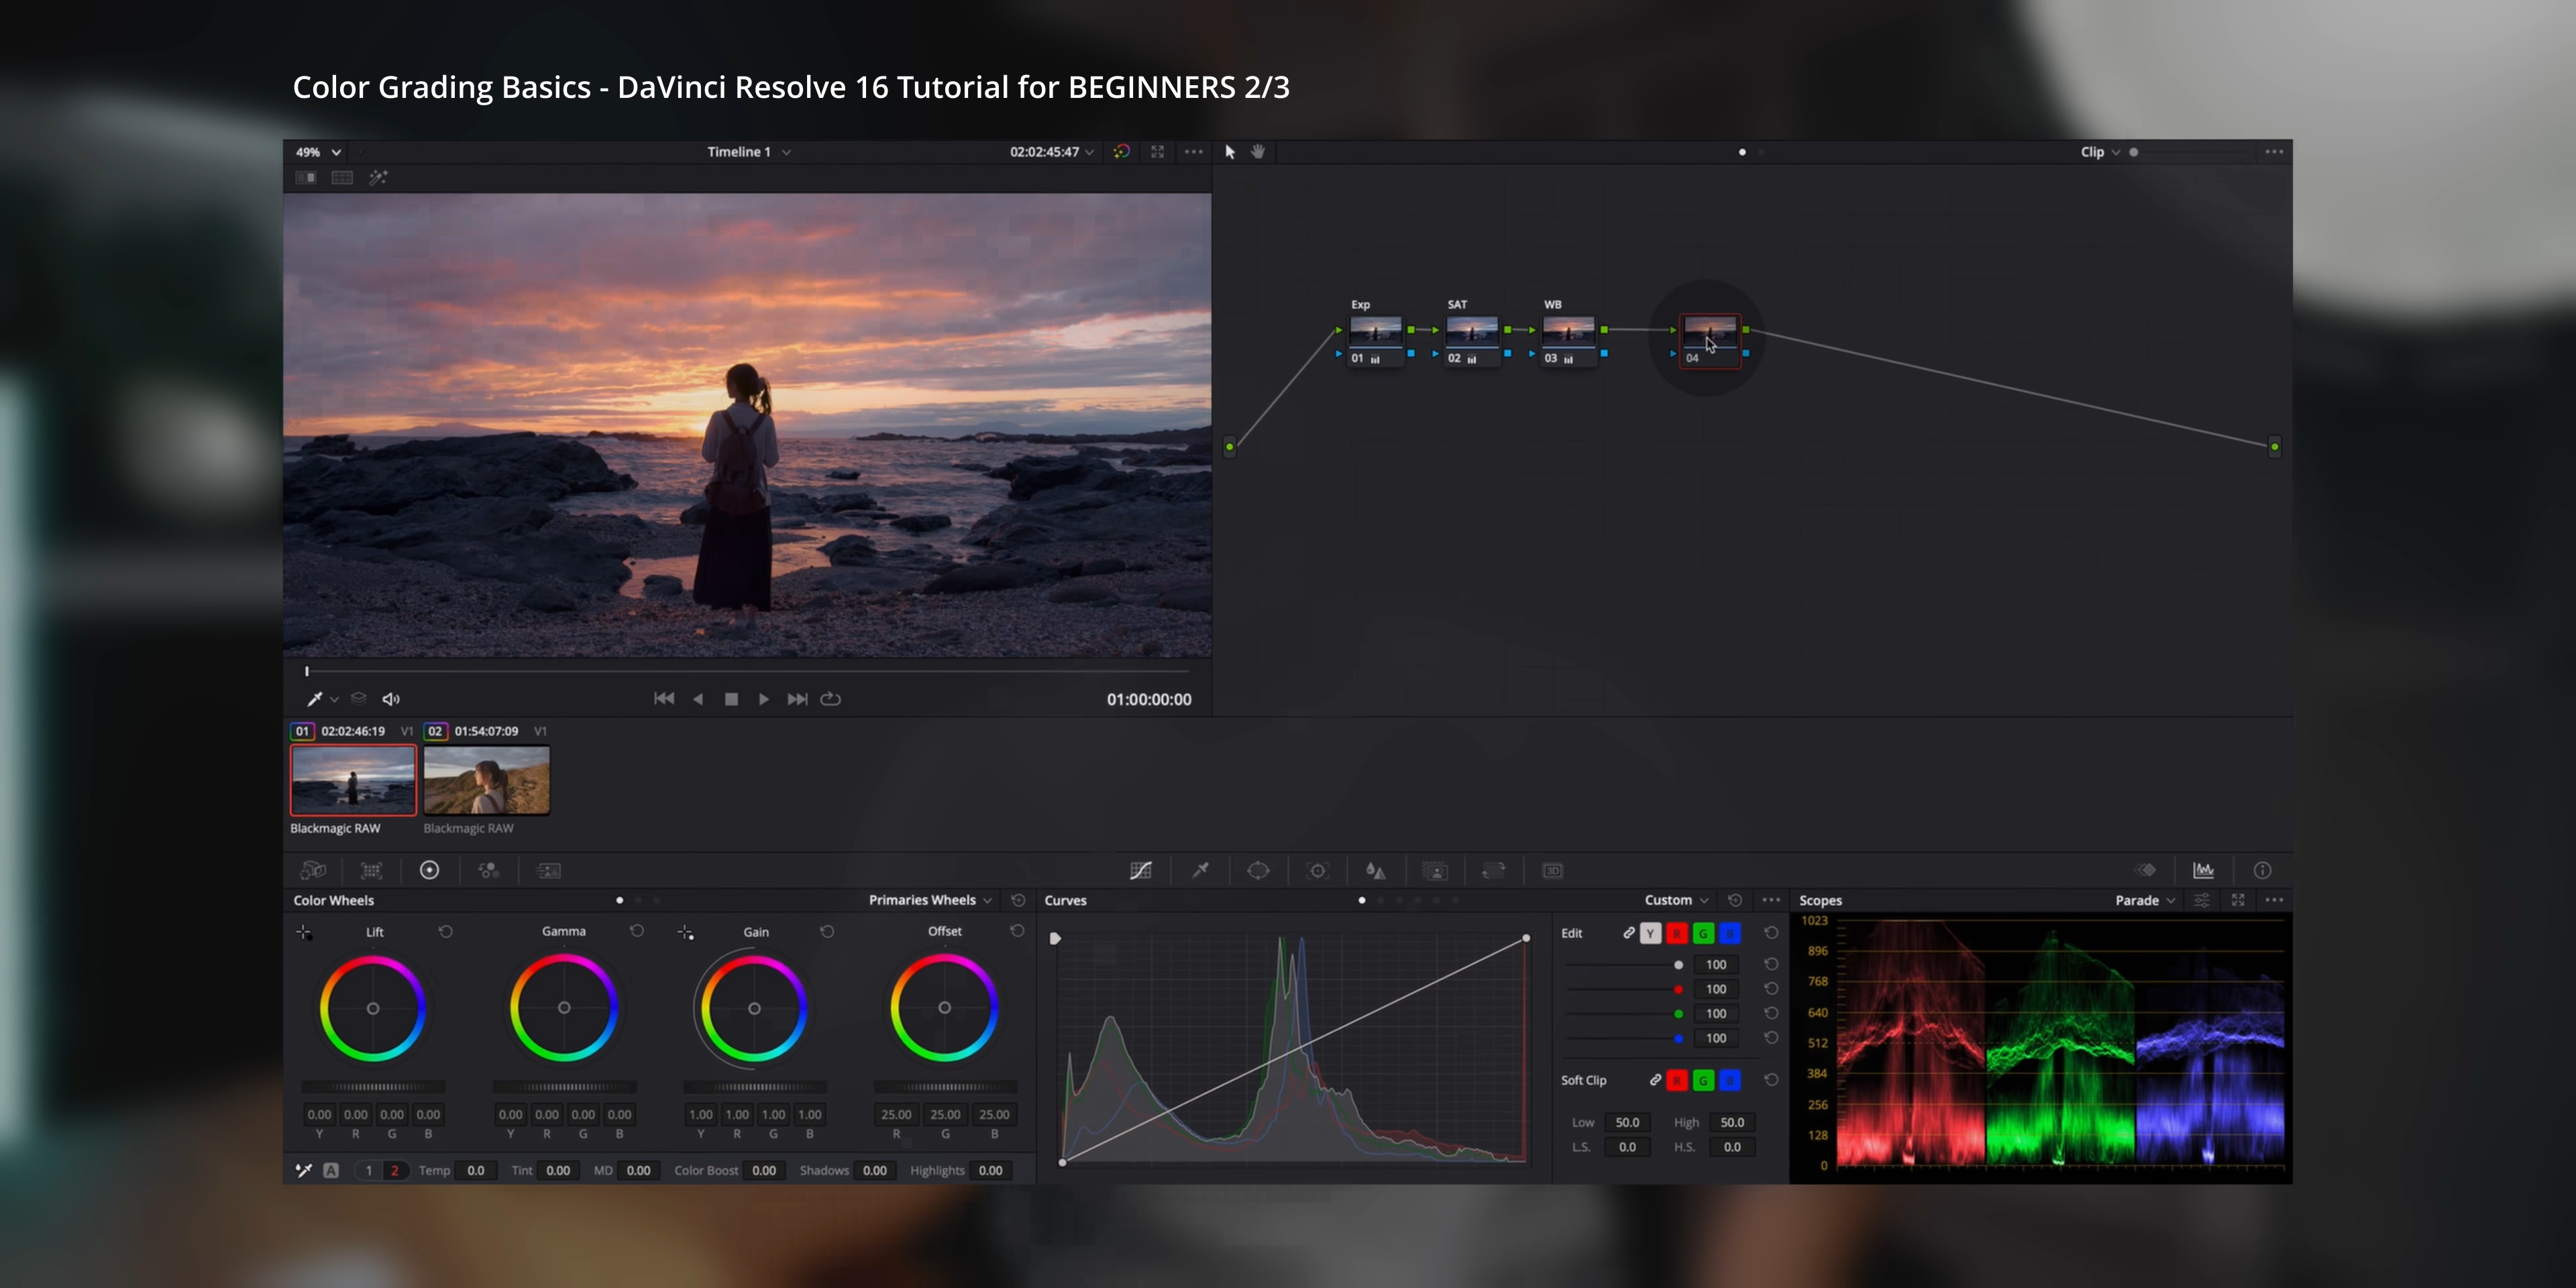 Color Grading Basics - DaVinci Resolve 16 Tutorial for BEGINNERS 2/3
49% Timeline 1 02:02:45:47 Clip
Exp SAT WB
01 02 03 04
01:00:00:00
01 02:02:46:19 V1 02 01:54:07:09 V1
Blackmagic RAW Blackmagic RAW
3D
Color Wheels Primaries Wheels Curves Custom Scopes Parade
Lift Gamma Gain Offset
Edit Y R G B
100
100
100
100
Soft Clip R G B
Low 50.0 High 50.0
L.S. 0.0 H.S. 0.0
1023
896
768
640
512
384
256
128
0
0.00 0.00 0.00 0.00 0.00 0.00 0.00 0.00 1.00 1.00 1.00 1.00 25.00 25.00 25.00
Y R G B Y R G B Y R G B R G B
A 1 2 Temp 0.0 Tint 0.00 MD 0.00 Color Boost 0.00 Shadows 0.00 Highlights 0.00